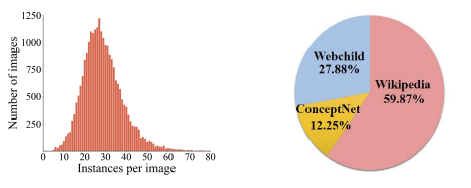 1250
1000
750
500
250
0 10 20 30 40 50 60 70 80
Number of images
Instances per image
Webchild
27.88%
Wikipedia
59.87%
ConceptNet
12.25%